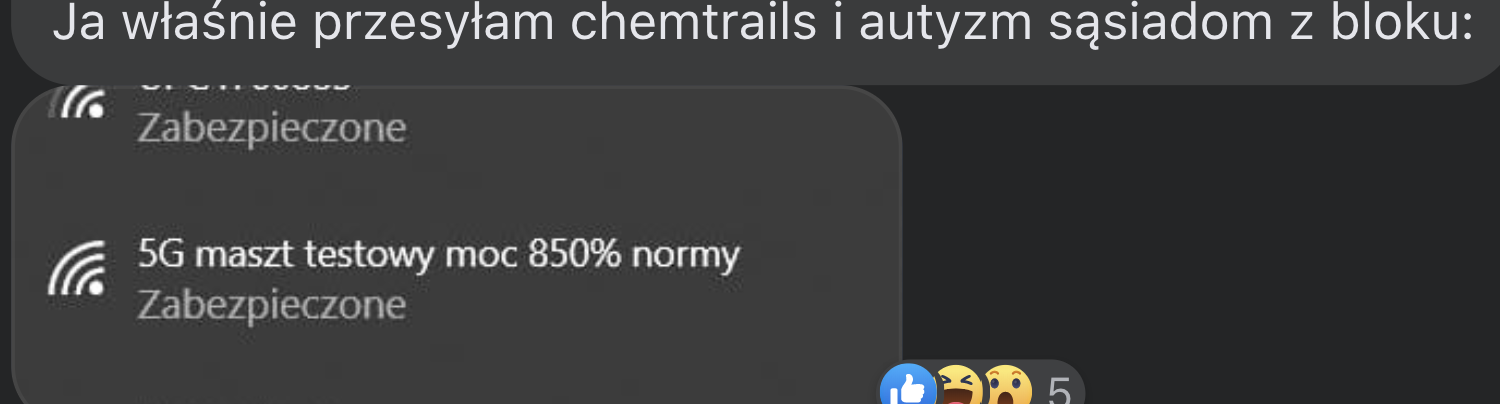 Ja właśnie przesyłam chemtrails i autyzm sąsiadom z bloku:
Zabezpieczone
5G maszt testowy moc 850% normy
Zabezpieczone
5